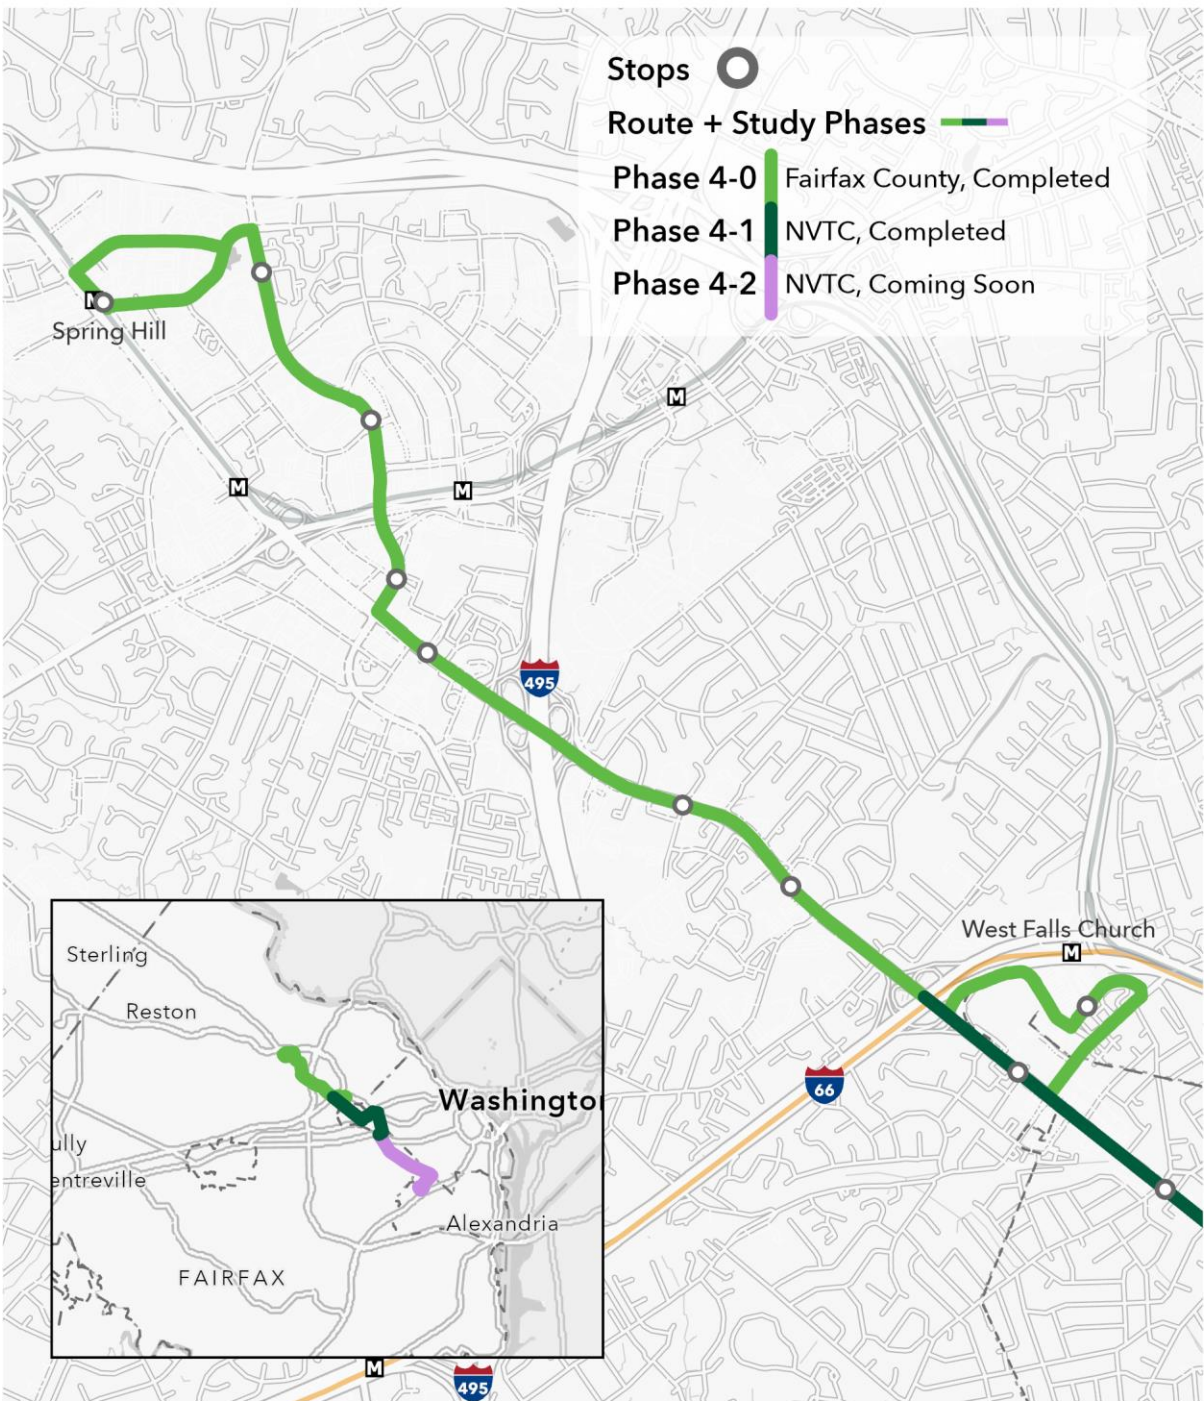 Stops
Route + Study Phases
Phase 4-0 Fairfax County, Completed
Phase 4-1 NVTC, Completed
Phase 4-2 NVTC, Coming Soon
M
Spring Hill
M
M
M
495
West Falls Church
M
66
Sterling
Reston
Washington
ully
entreville
Alexandria
FAIRFAX
M
495